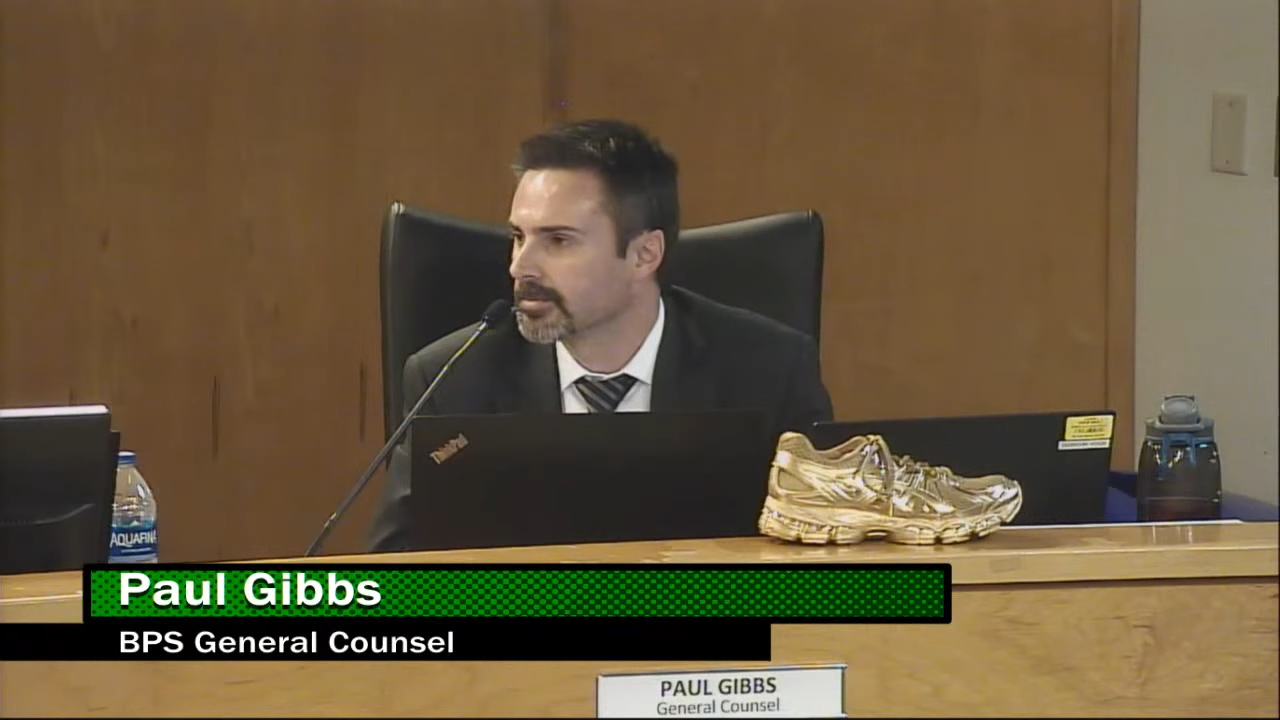 ThinkPad
AQUAFINA
Paul Gibbs
BPS General Counsel
PAUL GIBBS
General Counsel